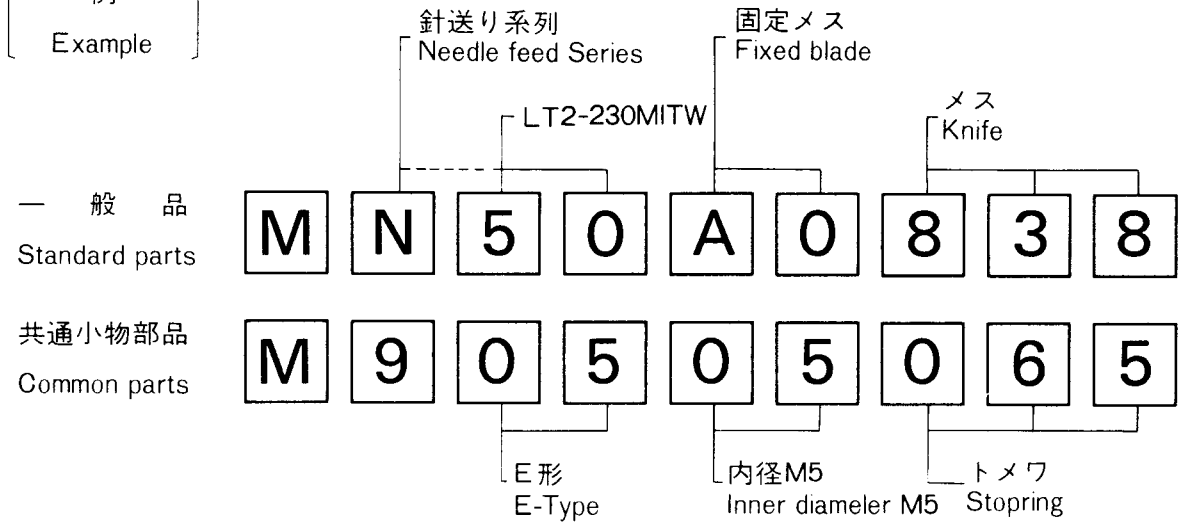 例
Example
針送り系列
Needle feed Series
固定メス
Fixed blade
LT2-230MITW
メス
Knife
一般品
Standard parts
M N 5 0 A 0 8 3 8
共通小物部品
Common parts
M 9 0 5 0 5 0 6 5
E形
E-Type
内径M5
Inner diameler M5
トメワ
Stopring